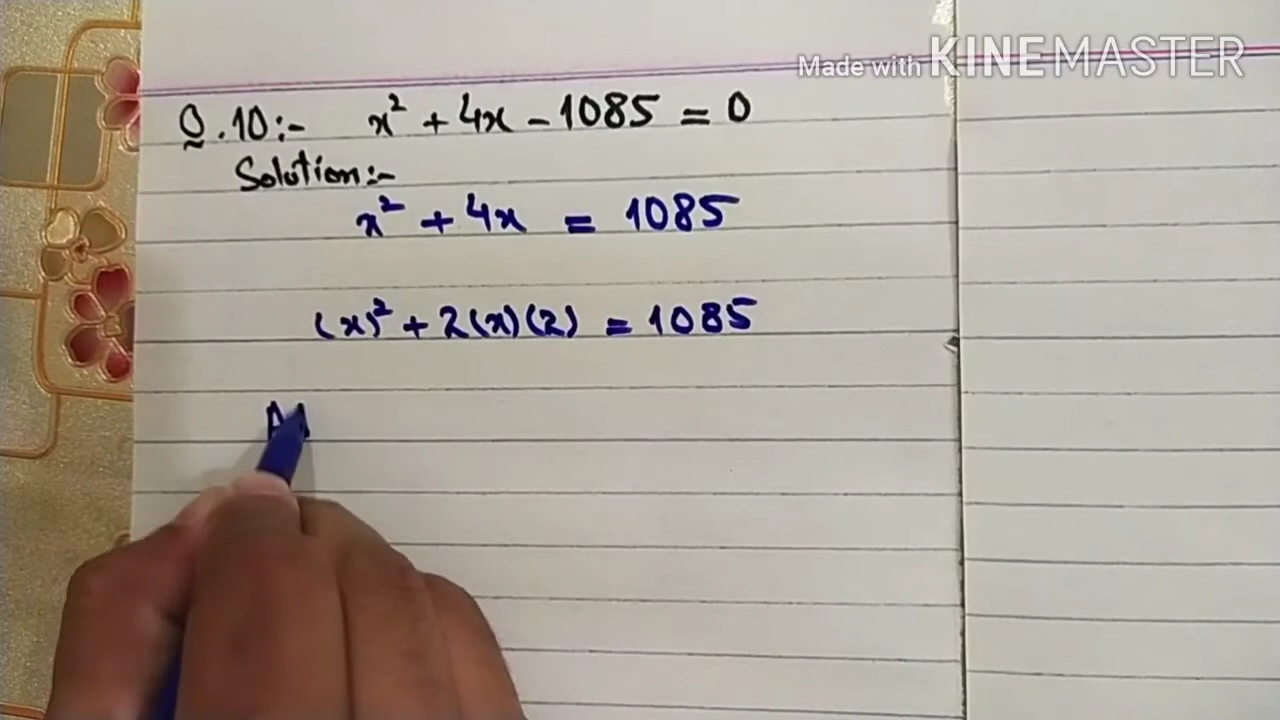 Made with KINEMASTER
Q.10:- x² + 4x - 1085 = 0
Solution:-
x² + 4x = 1085
(x)² + 2(x)(2) = 1085